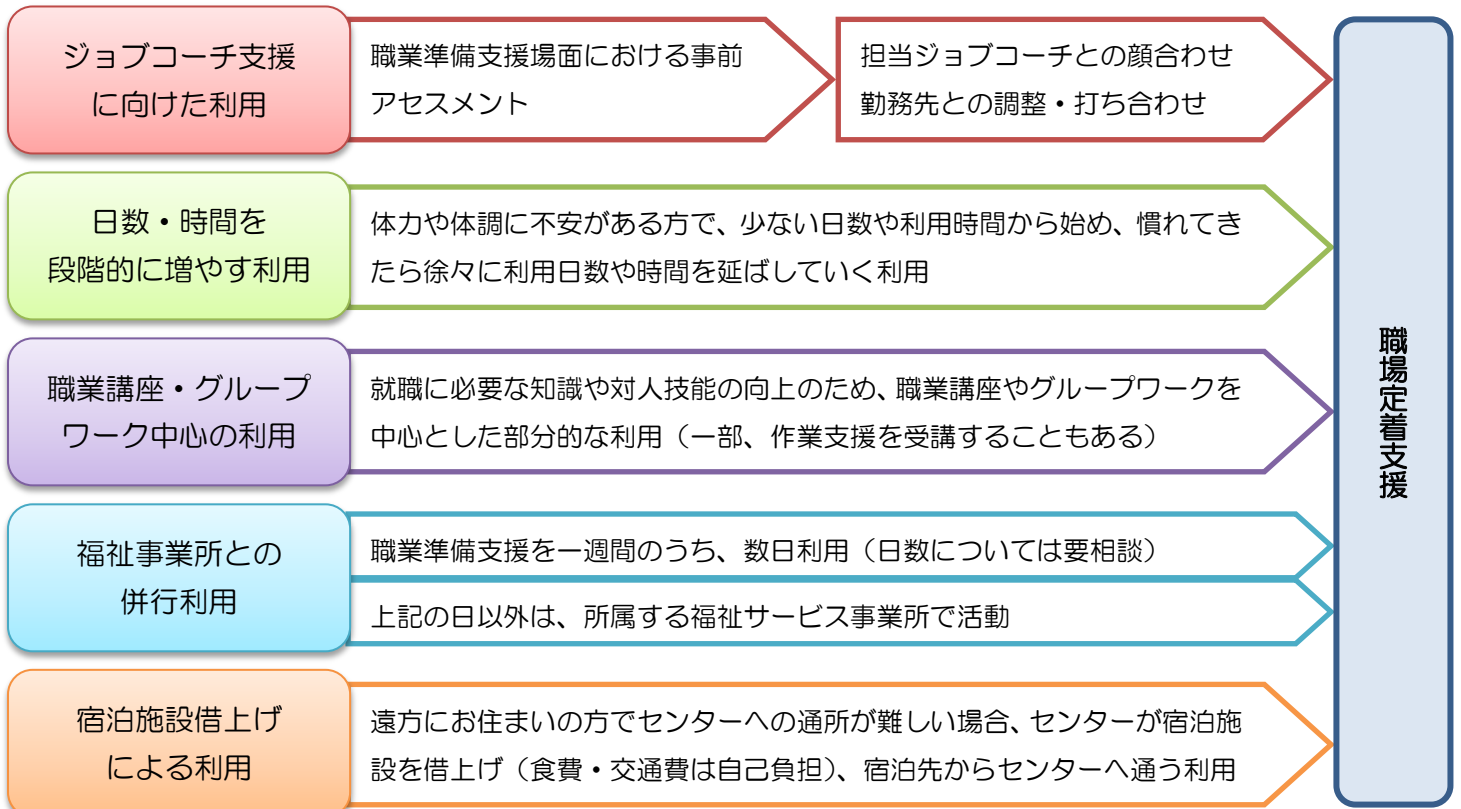 ジョブコーチ支援
に向けた利用
職業準備支援場面における事前
アセスメント
担当ジョブコーチとの顔合わせ
勤務先との調整・打ち合わせ
日数・時間を
段階的に増やす利用
体力や体調に不安がある方で、少ない日数や利用時間から始め、慣れてき
たら徐々に利用日数や時間を延ばしていく利用
職業講座・グループ
ワーク中心の利用
就職に必要な知識や対人技能の向上のため、職業講座やグループワークを
中心とした部分的な利用（一部、作業支援を受講することもある）
福祉事業所との
併行利用
職業準備支援を一週間のうち、数日利用（日数については要相談）
上記の日以外は、所属する福祉サービス事業所で活動
宿泊施設借上げ
による利用
遠方にお住まいの方でセンターへの通所が難しい場合、センターが宿泊施
設を借上げ（食費・交通費は自己負担）、宿泊先からセンターへ通う利用
職場定着支援